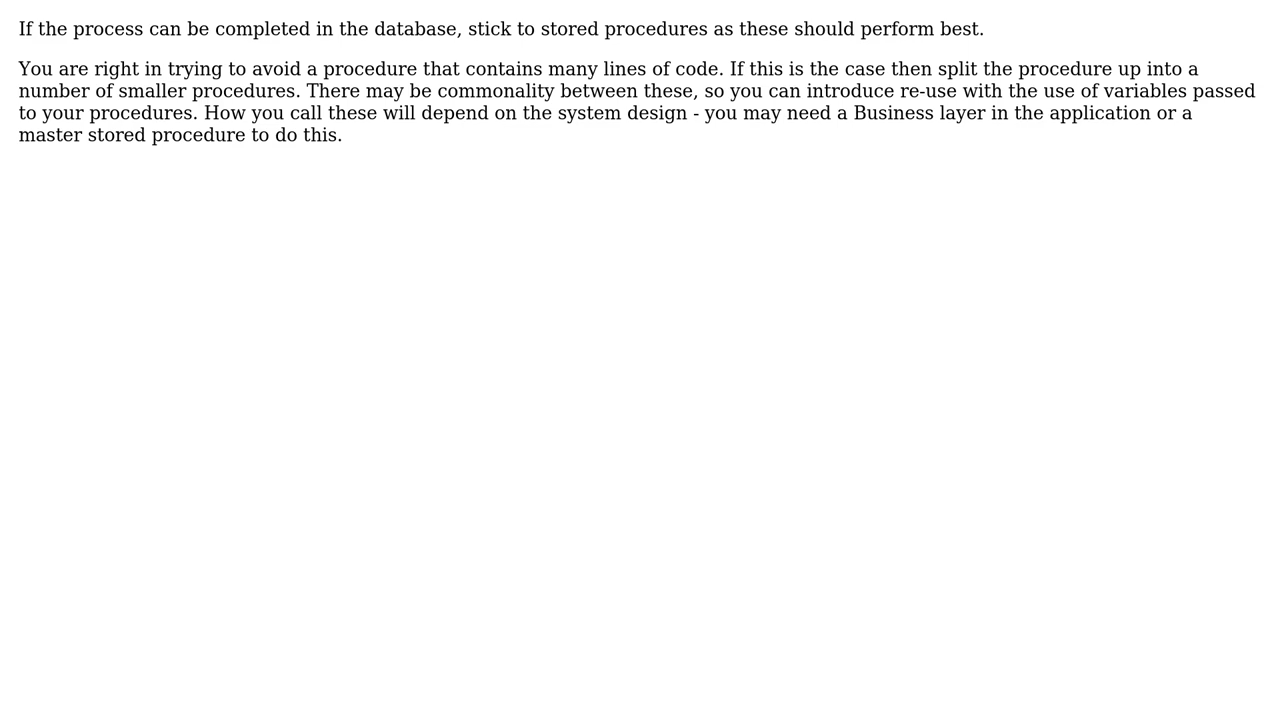 If the process can be completed in the database, stick to stored procedures as these should perform best.
You are right in trying to avoid a procedure that contains many lines of code. If this is the case then split the procedure up into a
number of smaller procedures. There may be commonality between these, so you can introduce re-use with the use of variables passed
to your procedures. How you call these will depend on the system design - you may need a Business layer in the application or a
master stored procedure to do this.